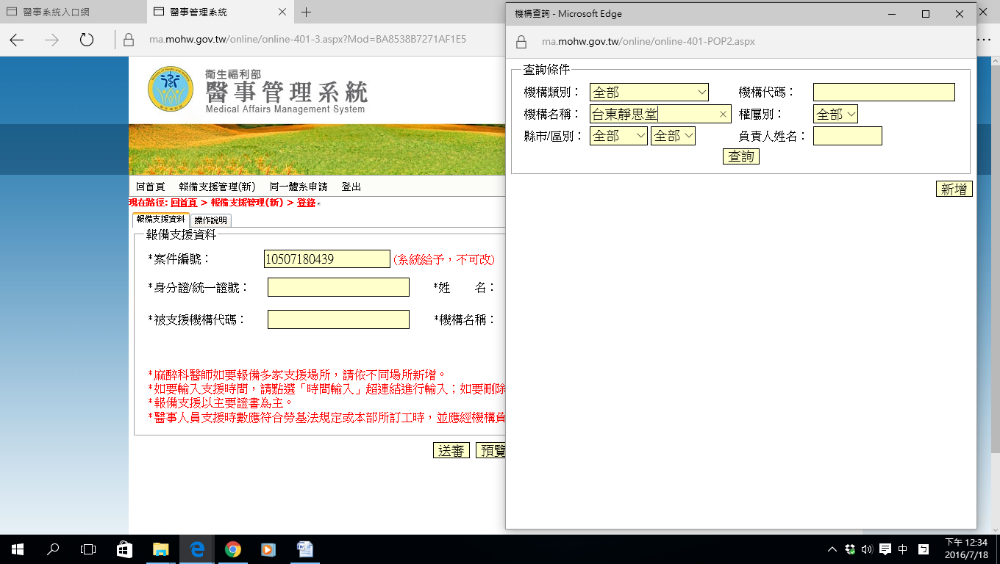 醫事系統入口網
醫事管理系統
ma.mohw.gov.tw/online/online-401-3.aspx?Mod=BA8538B7271AF1E5
衛生福利部
醫事管理系統
Medical Affairs Management System
回首頁 報備支援管理(新) 同一體系申請 登出
現在路徑: 回首頁 > 報備支援管理(新) > 登錄。
報備支援資料 操作說明
報備支援資料
*案件編號： 10507180439 (系統給予，不可改)
*身分證/統一證號： *姓 名：
*被支援機構代碼： *機構名稱：
*麻醉科醫師如要報備多家支援場所，請依不同場所新增。
*如要輸入支援時間，請點選「時間輸入」超連結進行輸入；如要刪除
*報備支援以主要證書為主。
*醫事人員支援時數應符合勞基法規定或本部所訂工時，並應經機構負
送審 預覽
機構查詢 - Microsoft Edge
ma.mohw.gov.tw/online/online-401-POP2.aspx
查詢條件
機構類別： 全部 機構代碼：
機構名稱： 台東靜思堂 權屬別： 全部
縣市/區別： 全部 全部 負責人姓名：
查詢
新增
中
下午 12:34
2016/7/18